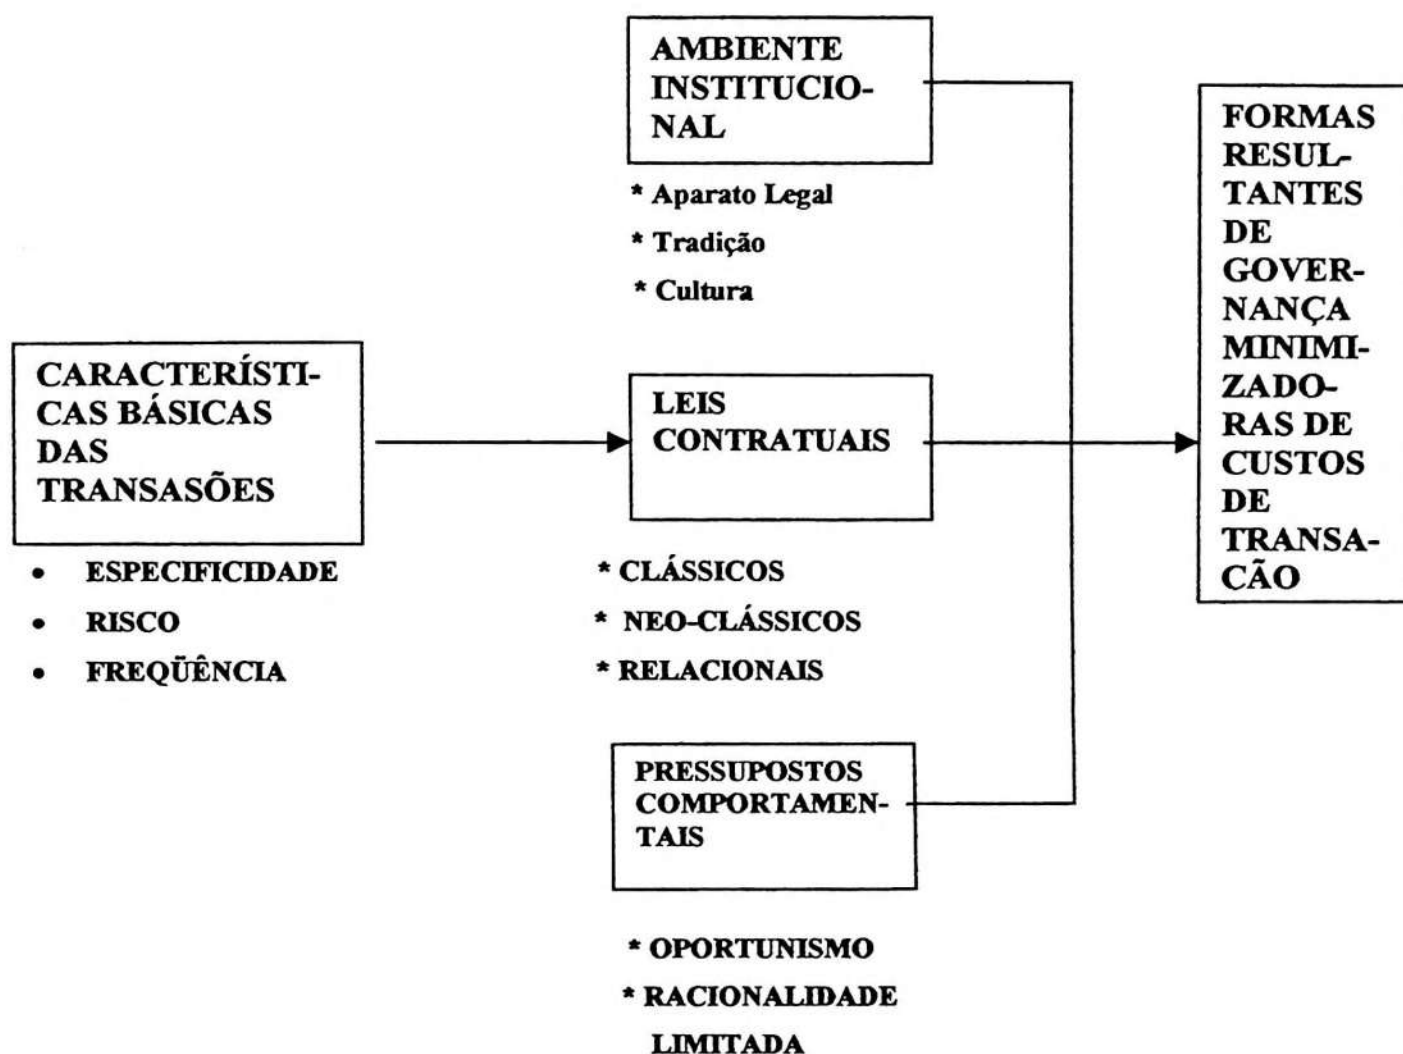 AMBIENTE
INSTITUCIO-
NAL
* Aparato Legal
* Tradição
* Cultura
CARACTERÍSTI-
CAS BÁSICAS
DAS
TRANSASÕES
• ESPECIFICIDADE
• RISCO
• FREQÜÊNCIA
LEIS
CONTRATUAIS
* CLÁSSICOS
* NEO-CLÁSSICOS
* RELACIONAIS
PRESSUPOSTOS
COMPORTAMEN-
TAIS
* OPORTUNISMO
* RACIONALIDADE
LIMITADA
FORMAS
RESUL-
TANTES
DE
GOVER-
NANÇA
MINIMI-
ZADO-
RAS DE
CUSTOS
DE
TRANSA-
CÃO